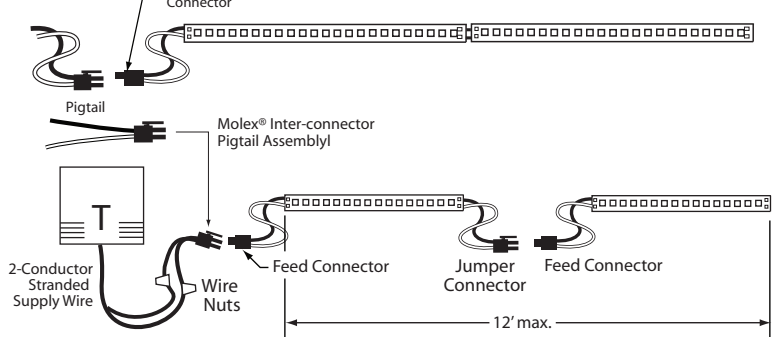 Connector
Pigtail
Molex® Inter-connector
Pigtail Assemblyl
T
2-Conductor
Stranded
Supply Wire
Wire
Nuts
Feed Connector
Jumper
Connector
Feed Connector
12' max.